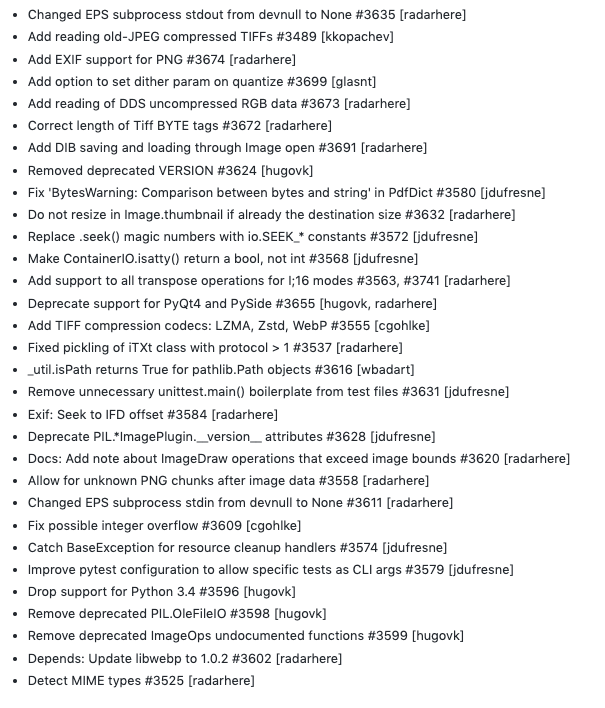 • Changed EPS subprocess stdout from devnull to None #3635 [radarhere]
• Add reading old-JPEG compressed TIFFs #3489 [kkopachev]
• Add EXIF support for PNG #3674 [radarhere]
• Add option to set dither param on quantize #3699 [glasnt]
• Add reading of DDS uncompressed RGB data #3673 [radarhere]
• Correct length of Tiff BYTE tags #3672 [radarhere]
• Add DIB saving and loading through Image open #3691 [radarhere]
• Removed deprecated VERSION #3624 [hugovk]
• Fix 'BytesWarning: Comparison between bytes and string' in PdfDict #3580 [jdufresne]
• Do not resize in Image.thumbnail if already the destination size #3632 [radarhere]
• Replace .seek() magic numbers with io.SEEK_* constants #3572 [jdufresne]
• Make ContainerIO.isatty() return a bool, not int #3568 [jdufresne]
• Add support to all transpose operations for I;16 modes #3563, #3741 [radarhere]
• Deprecate support for PyQt4 and PySide #3655 [hugovk, radarhere]
• Add TIFF compression codecs: LZMA, Zstd, WebP #3555 [cgohlke]
• Fixed pickling of iTXt class with protocol > 1 #3537 [radarhere]
• _util.isPath returns True for pathlib.Path objects #3616 [wbadart]
• Remove unnecessary unittest.main() boilerplate from test files #3631 [jdufresne]
• Exif: Seek to IFD offset #3584 [radarhere]
• Deprecate PIL.*ImagePlugin.__version__ attributes #3628 [jdufresne]
• Docs: Add note about ImageDraw operations that exceed image bounds #3620 [radarhere]
• Allow for unknown PNG chunks after image data #3558 [radarhere]
• Changed EPS subprocess stdin from devnull to None #3611 [radarhere]
• Fix possible integer overflow #3609 [cgohlke]
• Catch BaseException for resource cleanup handlers #3574 [jdufresne]
• Improve pytest configuration to allow specific tests as CLI args #3579 [jdufresne]
• Drop support for Python 3.4 #3596 [hugovk]
• Remove deprecated PIL.OleFileIO #3598 [hugovk]
• Remove deprecated ImageOps undocumented functions #3599 [hugovk]
• Depends: Update libwebp to 1.0.2 #3602 [radarhere]
• Detect MIME types #3525 [radarhere]